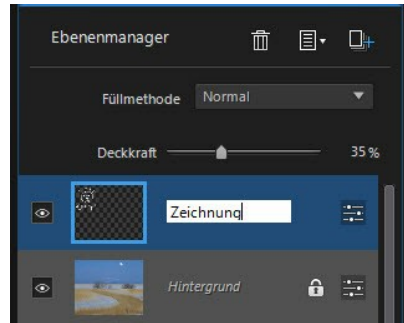 Ebenenmanager
Füllmethode Normal
Deckkraft 35 %
Zeichnung
Hintergrund